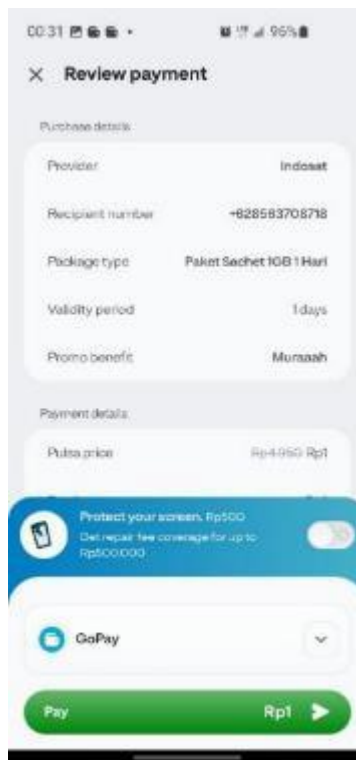 00:31
95%
Review payment
Purchase details
Provider Indosat
Recipient number +628583708718
Package type Paket Sachet 1GB 1 Hari
Validity period 1 days
Promo benefit Muraaah
Payment details
Pulsa price Rp4.950 Rp1
Protect your screen. Rp500
Get repair fee coverage for up to
Rp500.000
GoPay
Pay Rp1